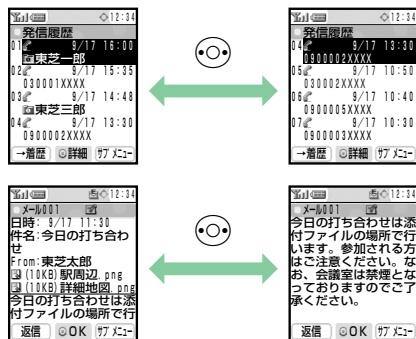 12:34
発信履歴
01 9/17 16:00
東芝一郎
02 9/17 15:35
030001XXXX
03 9/17 14:48
東芝三郎
04 9/17 13:30
0900002XXXX
→着歴 詳細 サブメニュー
12:34
発信履歴
04 9/17 13:30
0900002XXXX
05 9/17 10:50
030002XXXX
06 9/17 10:40
0900005XXXX
07 9/17 10:30
0900003XXXX
→着歴 詳細 サブメニュー
12:34
メール001
日時: 9/17 11:30
件名:今日の打ち合わ
せ
From:東芝太郎
(10KB)駅周辺.png
(10KB)詳細地図.png
今日の打ち合わせは添
付ファイルの場所で行
返信 OK サブメニュー
12:34
メール001
今日の打ち合わせは添
付ファイルの場所で行
います。参加される方
はご注意ください。な
お、会議室は禁煙とな
っておりますのでご了
承ください。
返信 OK サブメニュー